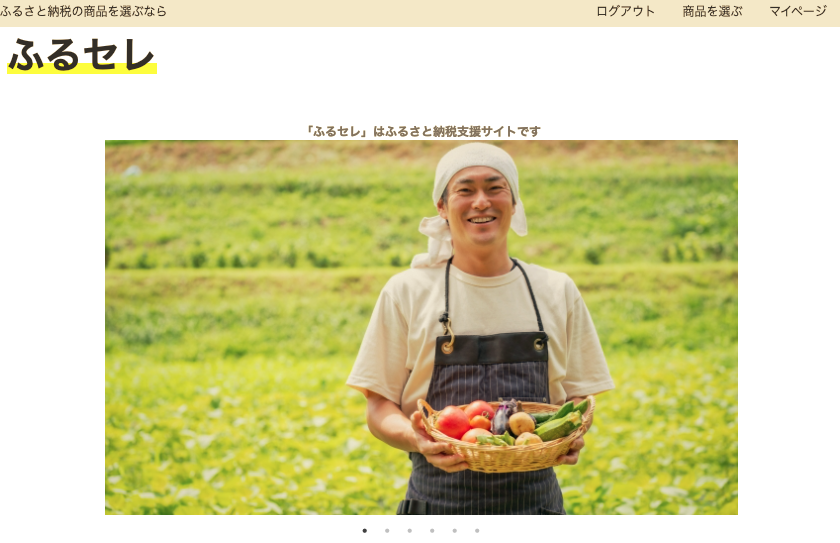 ふるさと納税の商品を選ぶなら
ログアウト 商品を選ぶ マイページ
ふるセレ
「ふるセレ」はふるさと納税支援サイトです